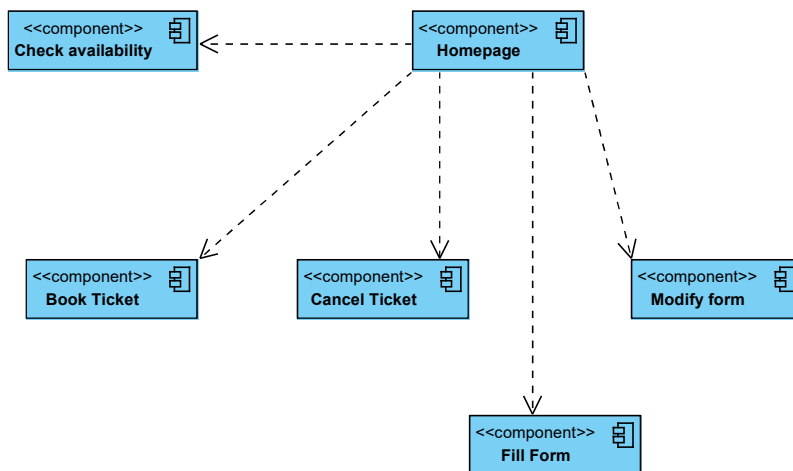 <<component>>
Check availability
<<component>>
Homepage
<<component>>
Book Ticket
<<component>>
Cancel Ticket
<<component>>
Modify form
<<component>>
Fill Form